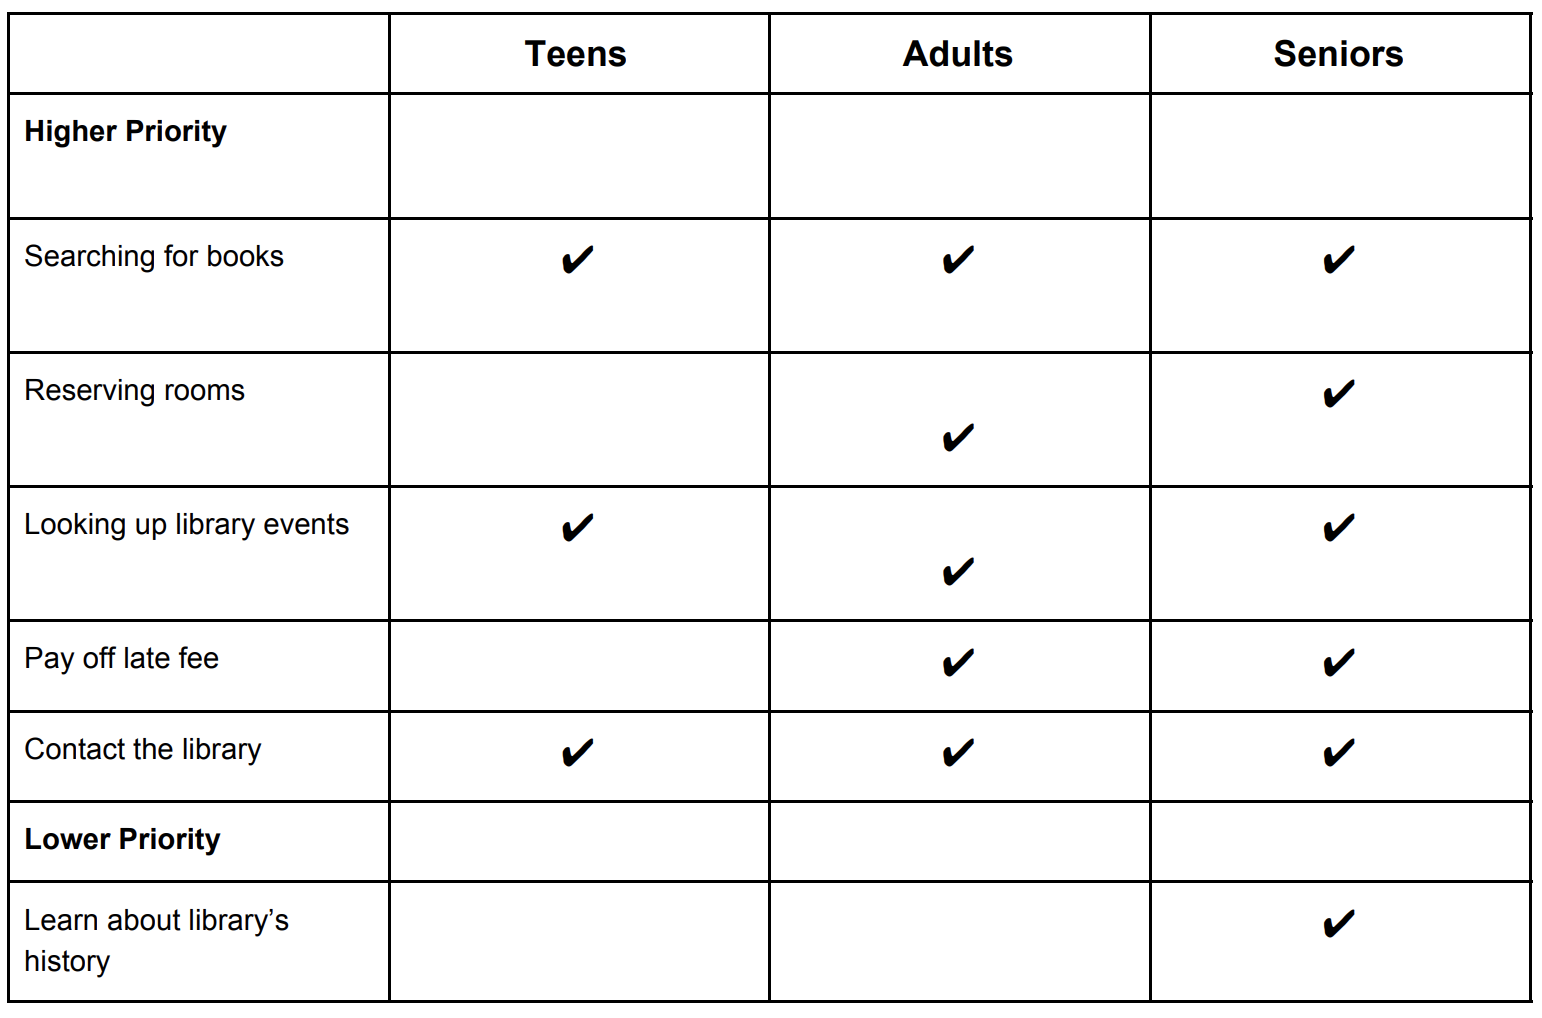 Teens Adults Seniors
Higher Priority
Searching for books ✔ ✔ ✔
Reserving rooms ✔ ✔
Looking up library events ✔ ✔ ✔
Pay off late fee ✔ ✔
Contact the library ✔ ✔ ✔
Lower Priority
Learn about library’s ✔
history